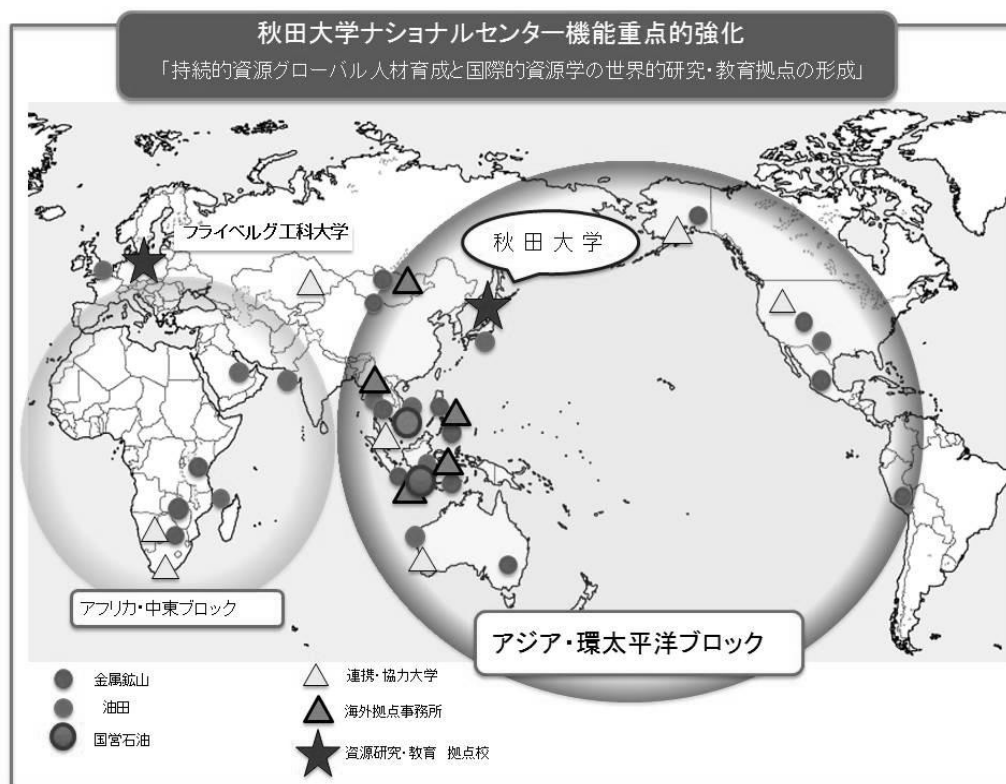 秋田大学ナショナルセンター機能重点的強化
「持続的資源グローバル人材育成と国際的資源学の世界的研究・教育拠点の形成」
フライベルグ工科大学
秋田大学
アフリカ・中東ブロック
アジア・環太平洋ブロック
金属鉱山
油田
国営石油
連携・協力大学
海外拠点事務所
資源研究・教育 拠点校